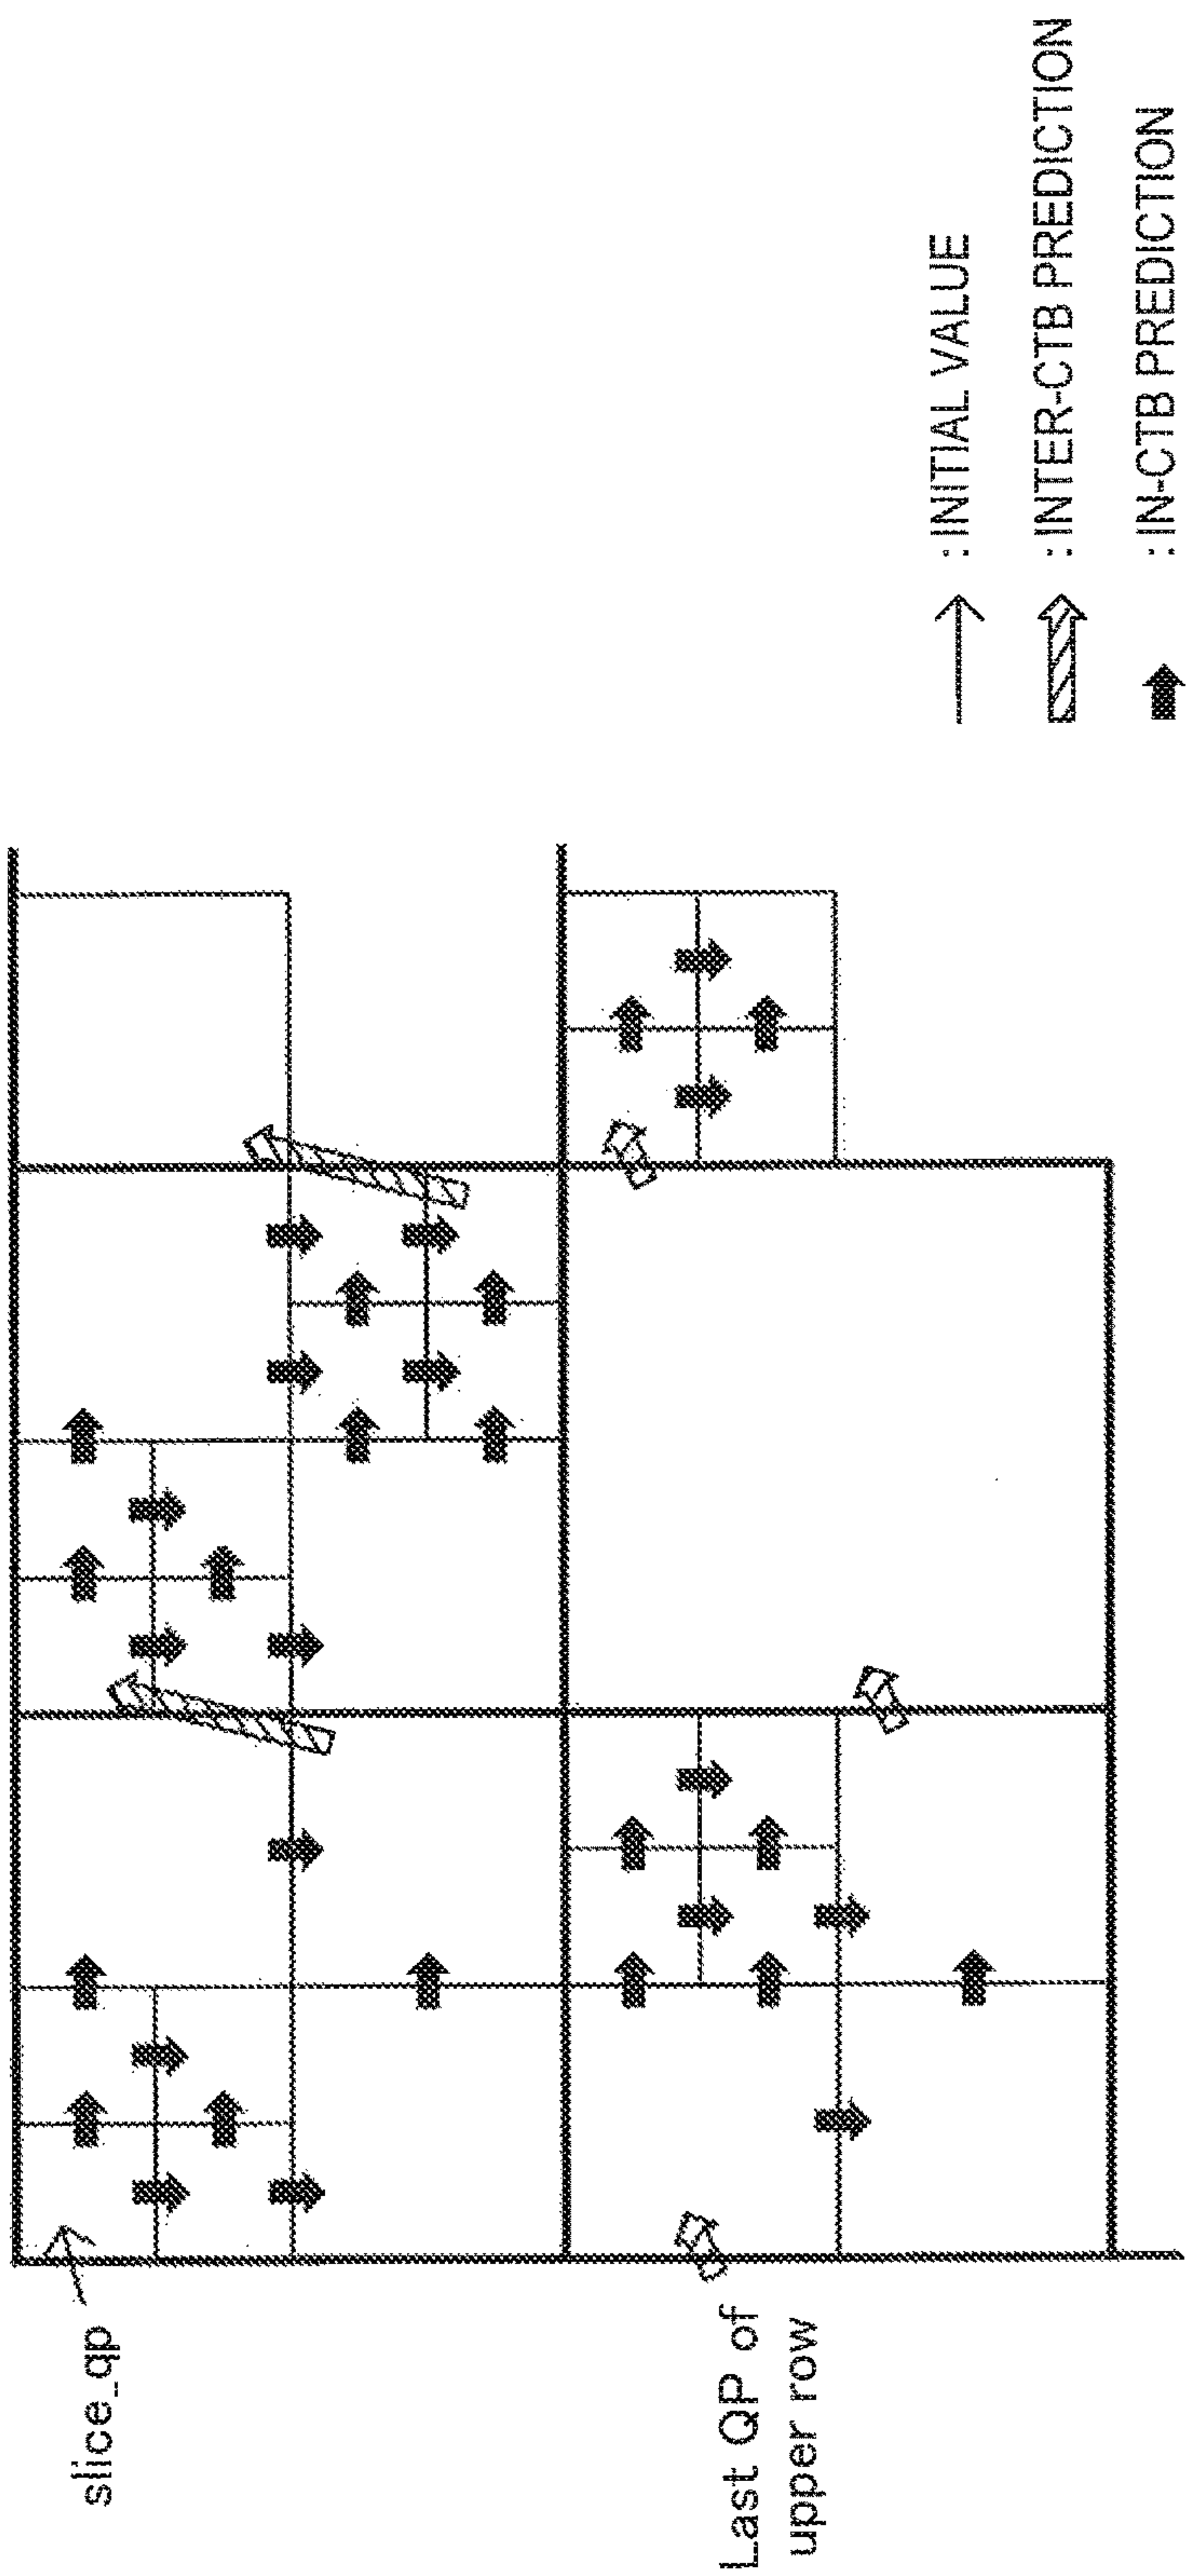 slice_qp
Last QP of
upper row
: INITIAL VALUE
: INTER-CTB PREDICTION
: IN-CTB PREDICTION